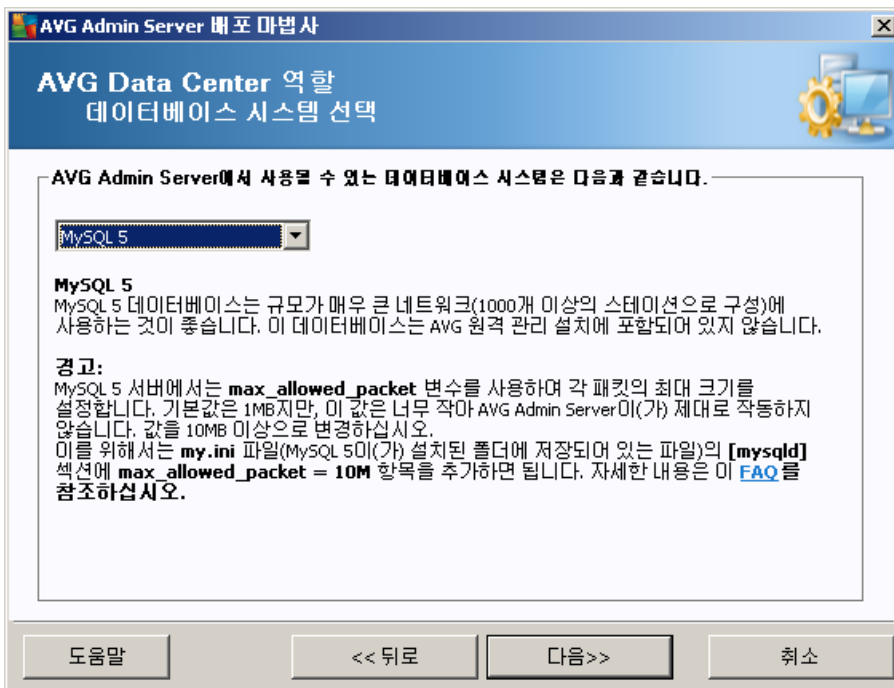 AVG Admin Server 배포 마법사
AVG Data Center 역할
데이터베이스 시스템 선택
AVG Admin Server에서 사용될 수 있는 데이터베이스 시스템은 다음과 같습니다.
MySQL 5
MySQL 5
MySQL 5 데이터베이스는 규모가 매우 큰 네트워크(1000개 이상의 스테이션으로 구성)에
사용하는 것이 좋습니다. 이 데이터베이스는 AVG 원격 관리 설치에 포함되어 있지 않습니다.
경고:
MySQL 5 서버에서는 max_allowed_packet 변수를 사용하여 각 패킷의 최대 크기를
설정합니다. 기본값은 1MB지만, 이 값은 너무 작아 AVG Admin Server이(가) 제대로 작동하지
않습니다. 값을 10MB 이상으로 변경하십시오.
이를 위해서는 my.ini 파일(MySQL 5이(가) 설치된 폴더에 저장되어 있는 파일)의 [mysqld]
섹션에 max_allowed_packet = 10M 항목을 추가하면 됩니다. 자세한 내용은 이 FAQ를
참조하십시오.
도움말
<< 뒤로
다음>>
취소